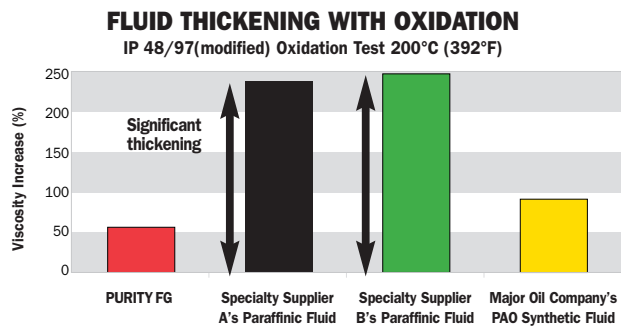 FLUID THICKENING WITH OXIDATION
IP 48/97(modified) Oxidation Test 200°C (392°F)
Viscosity Increase (%)
250
200
150
100
50
0
Significant
thickening
PURITY FG
Specialty Supplier
A's Paraffinic Fluid
Specialty Supplier
B's Paraffinic Fluid
Major Oil Company's
PAO Synthetic Fluid